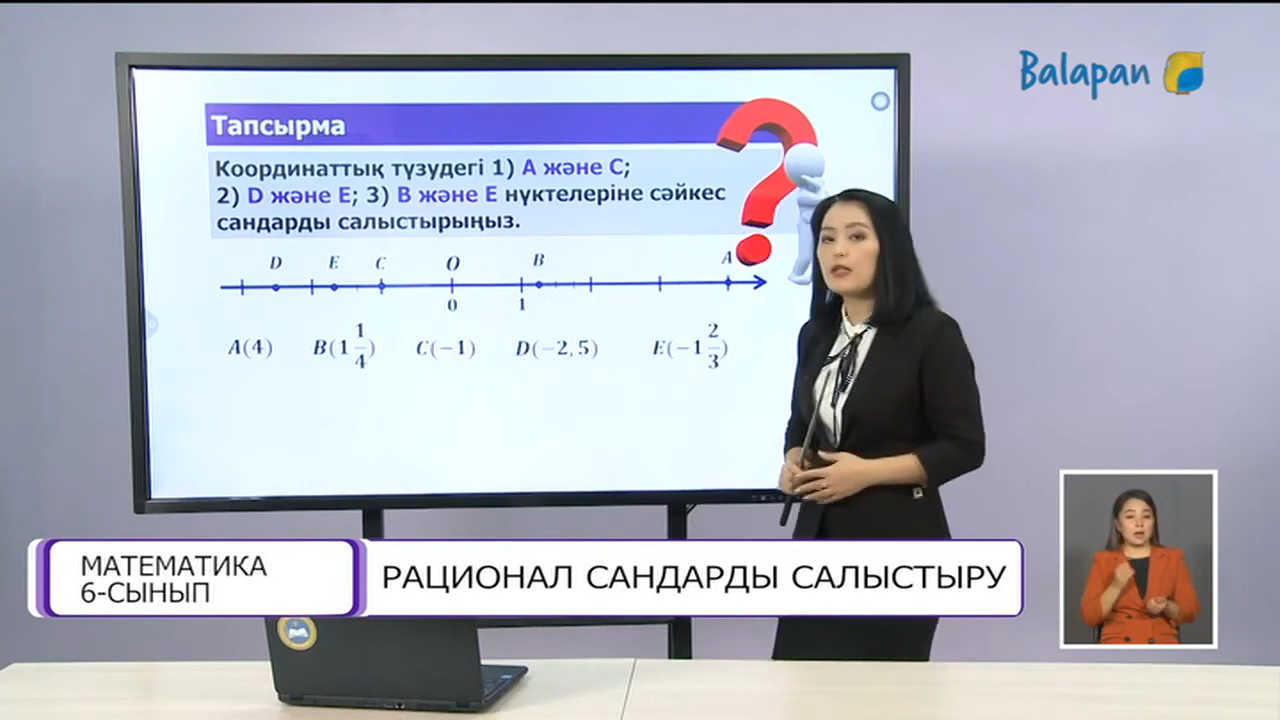 Balapan
Тапсырма
Координаттық түзудегі 1) А және С;
2) D және Е; 3) В және Е нүктелеріне сәйкес
сандарды салыстырыңыз.
D E C O B A
0 1
A(4) B(1 1/4) C(−1) D(−2,5) E(−1 2/3)
МАТЕМАТИКА
6-СЫНЫП
РАЦИОНАЛ САНДАРДЫ САЛЫСТЫРУ